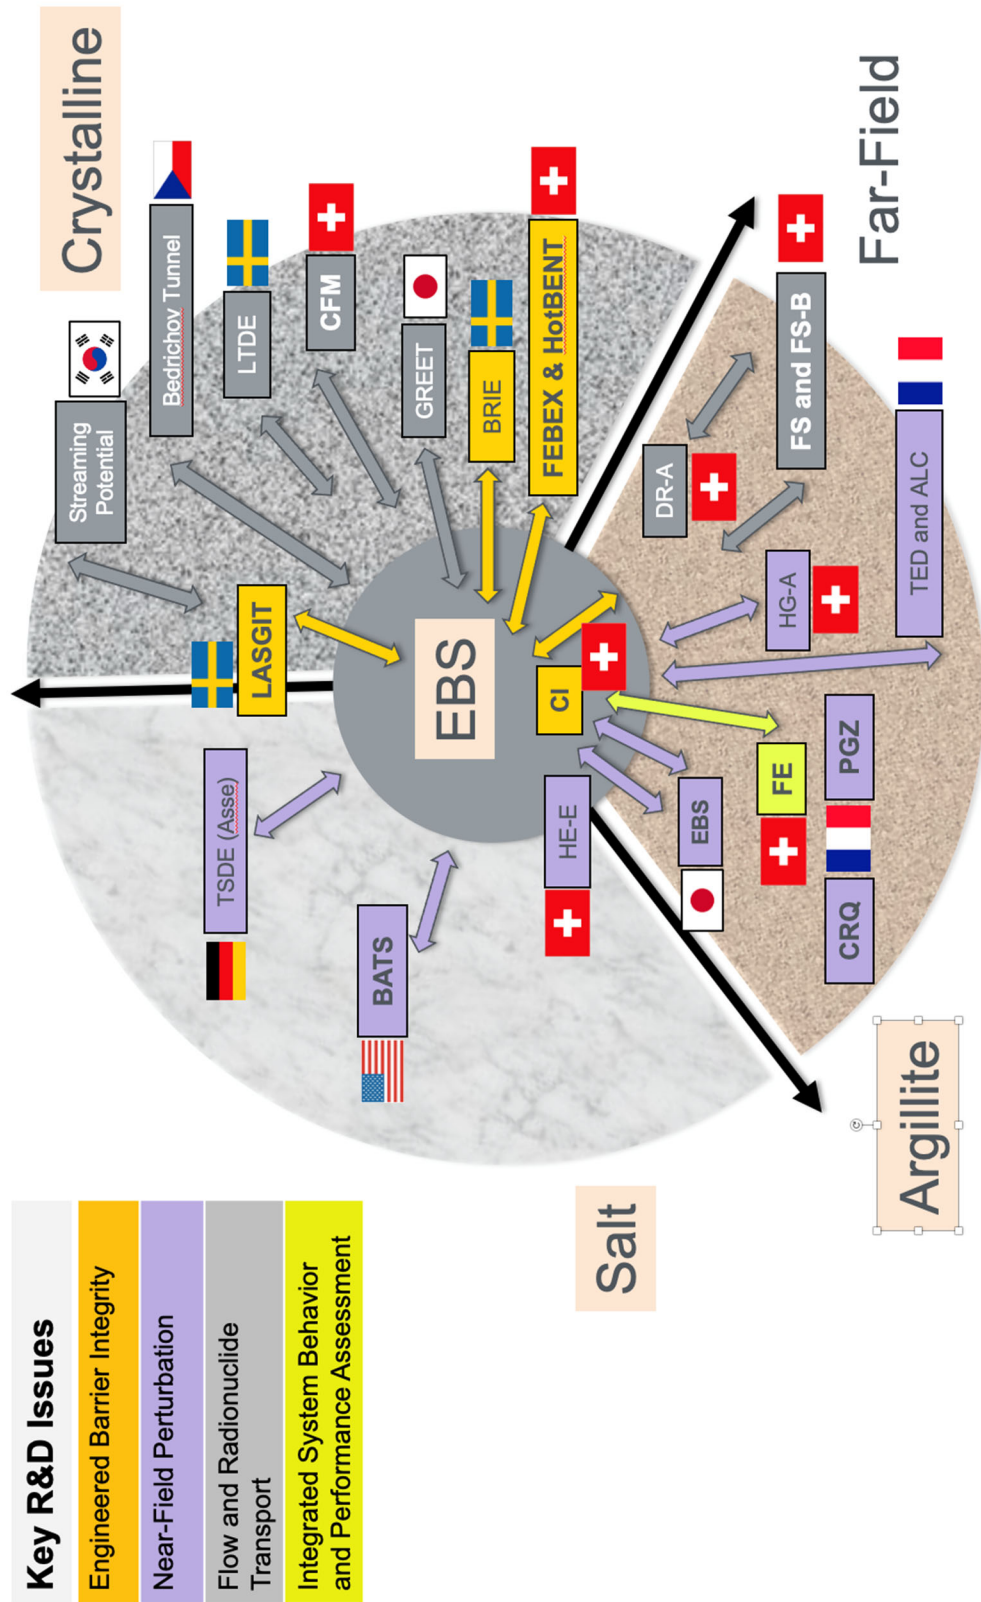 Key R&D Issues
Engineered Barrier Integrity
Near-Field Perturbation
Flow and Radionuclide
Transport
Integrated System Behavior
and Performance Assessment
Crystalline
Streaming
Potential
Bedrichov Tunnel
LTDE
CFM
GREET
BRIE
FEBEX & HotBENT
LASGIT
TSDE (Asse)
BATS
EBS
CI
HE-E
EBS
FE
CRQ
PGZ
HG-A
DR-A
FS and FS-B
TED and ALC
Far-Field
Salt
Argillite